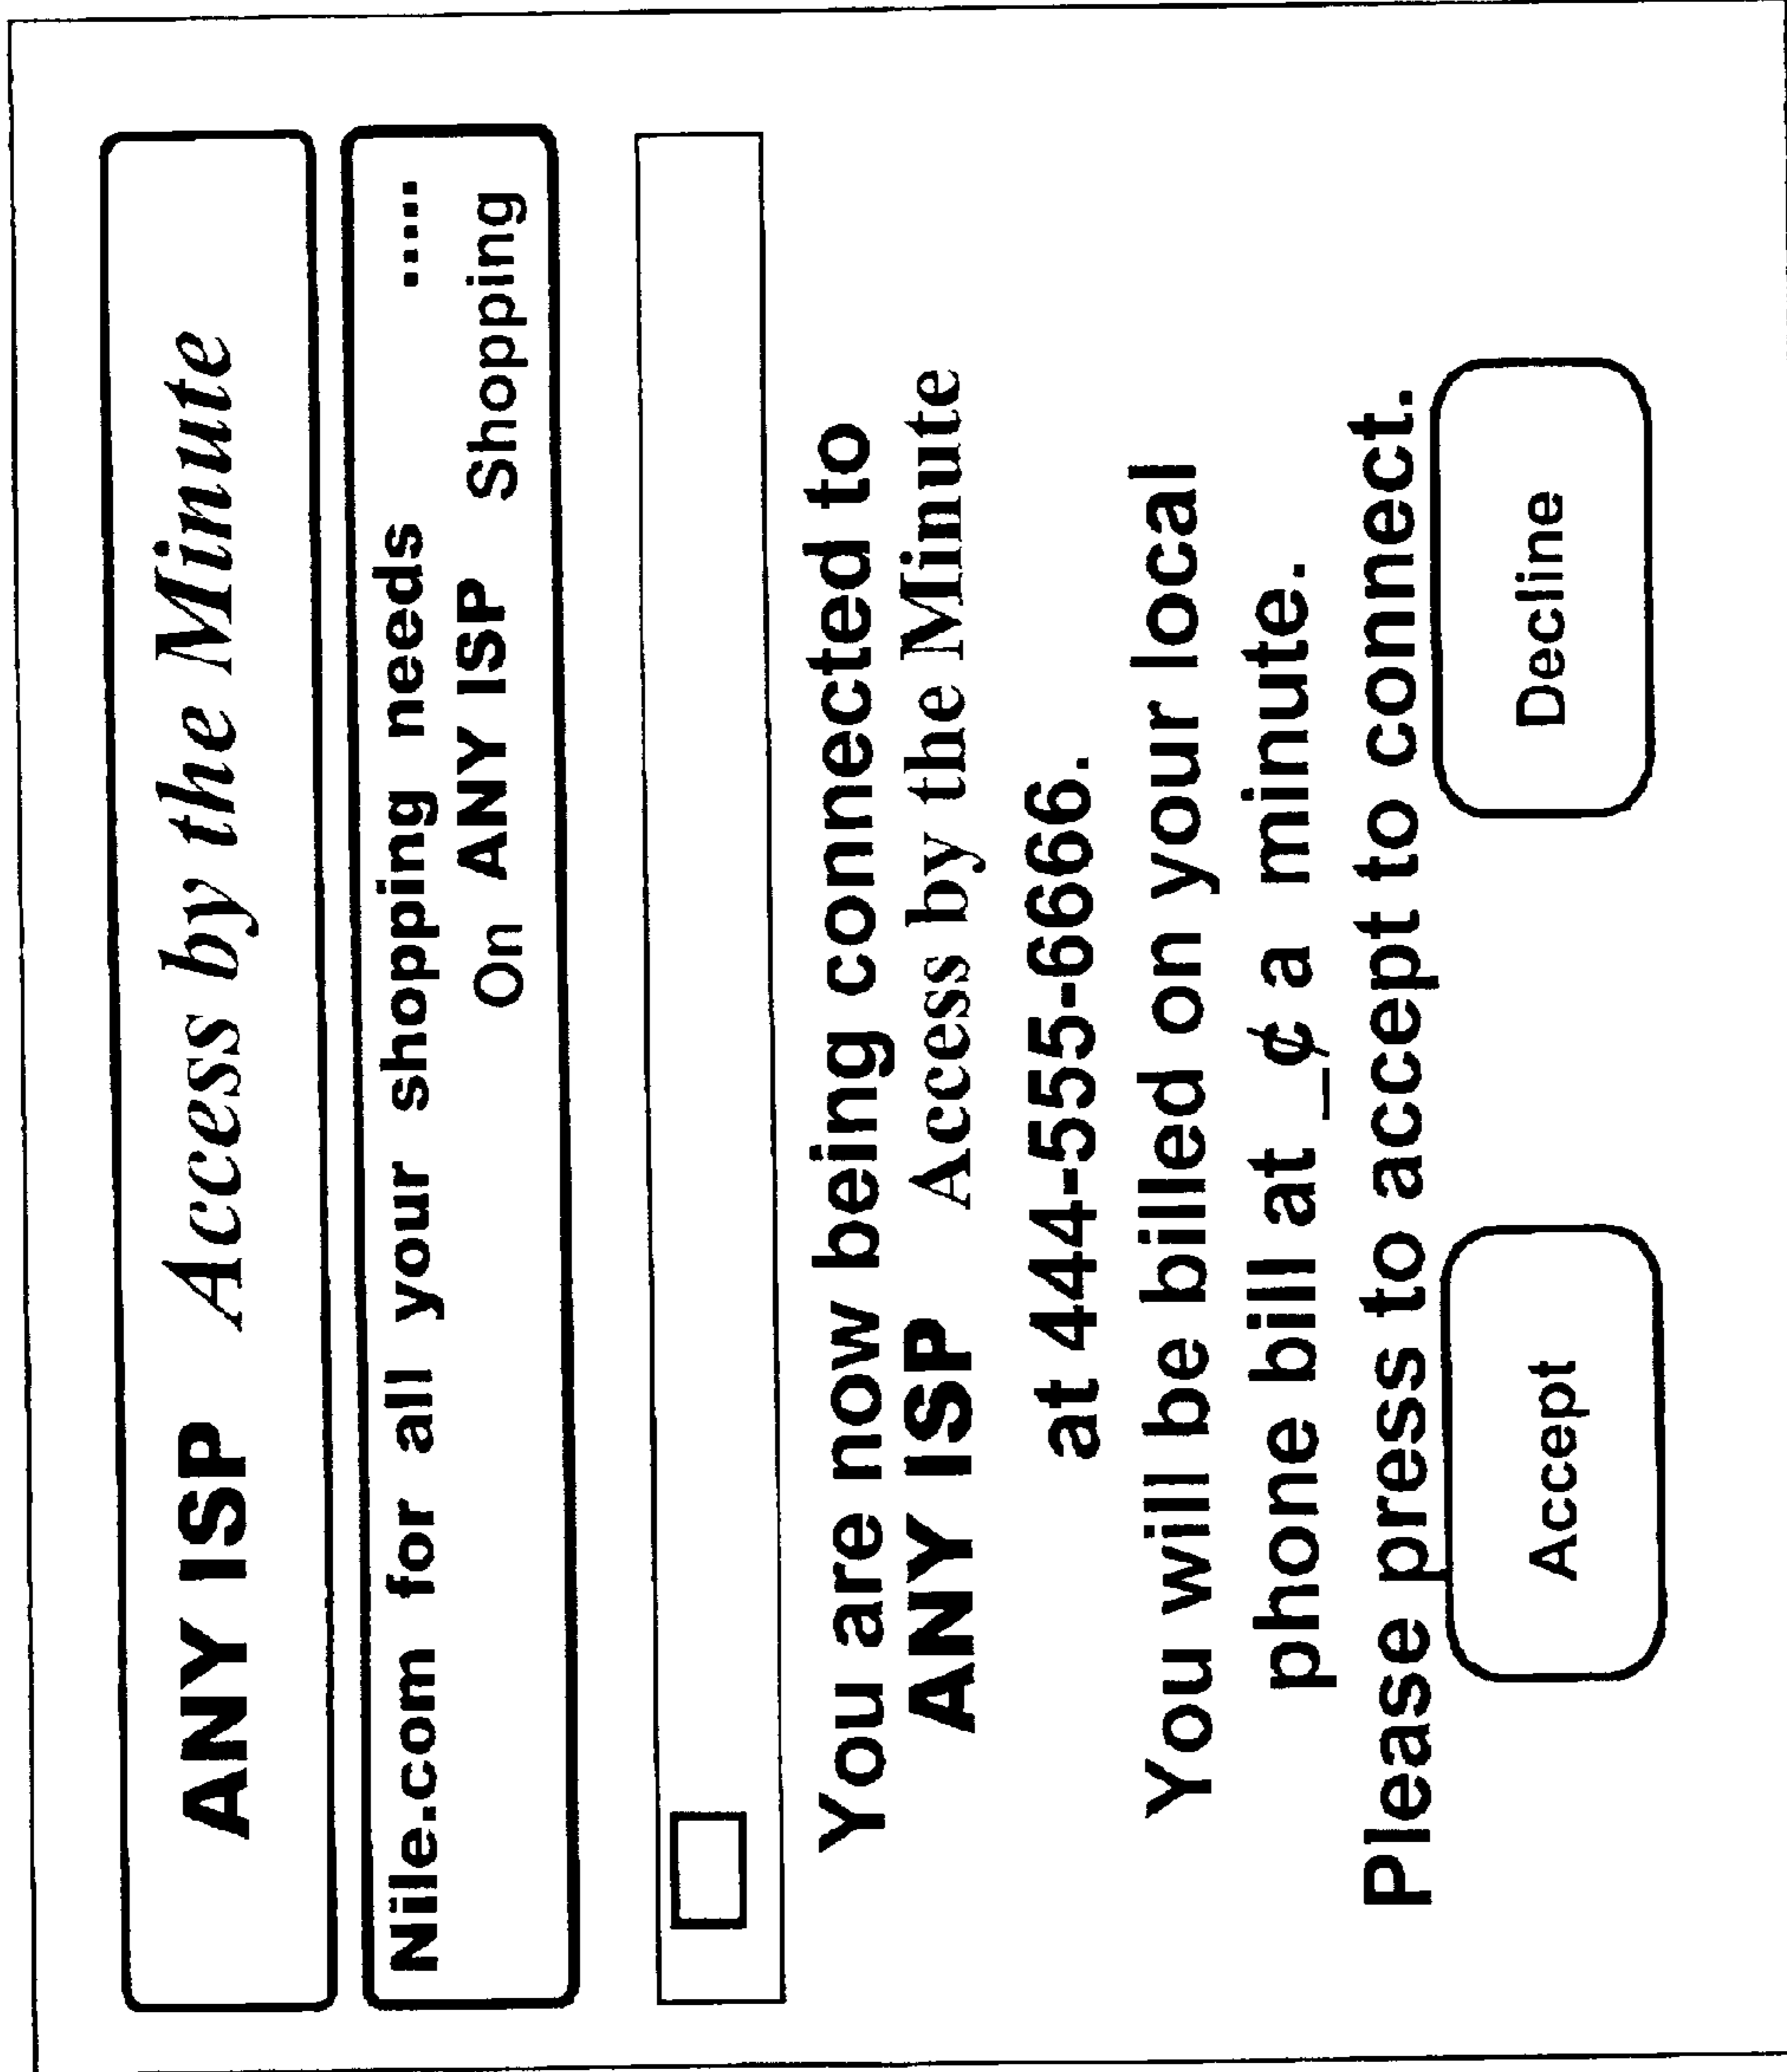 ANY ISP Access by the Minute
Nile.com for all your shopping needs .....
On ANY ISP Shopping
You are now being connected to
ANY ISP Access by the Minute
at 444-555-6666.
You will be billed on your local
phone bill at _¢ a minute.
Please press to accept to connect.
Accept Decline